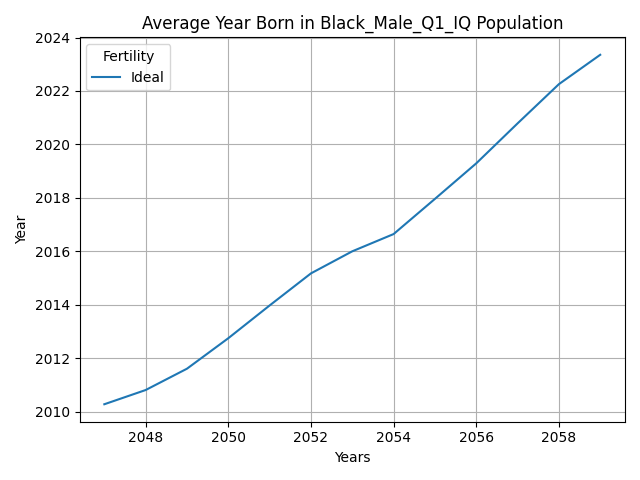 Average Year Born in Black_Male_Q1_IQ Population
2024
2022
2020
2018
2016
2014
2012
2010
Year
Fertility
Ideal
2048 2050 2052 2054 2056 2058
Years